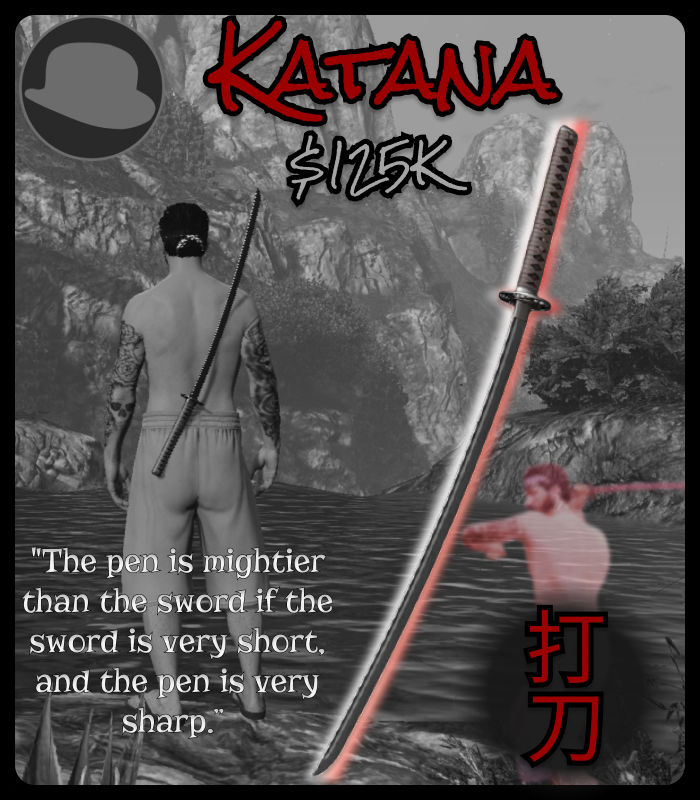 Katana
$125K
"The pen is mightier
than the sword if the
sword is very short,
and the pen is very
sharp."
打
刀